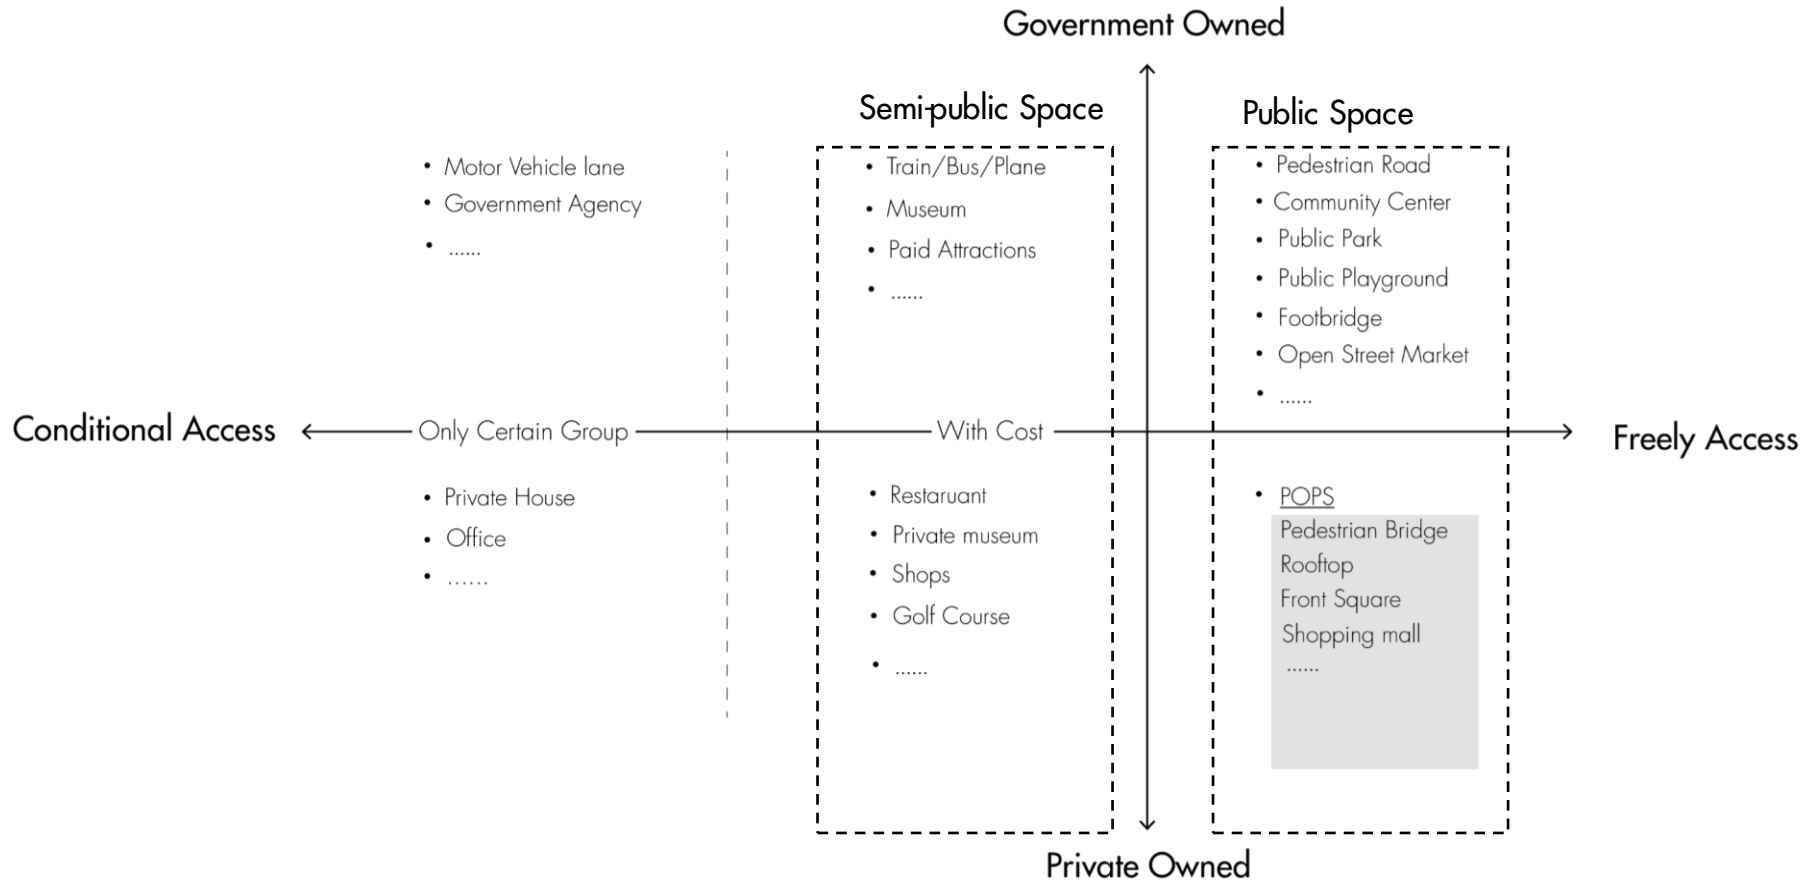 Government Owned
Semi-public Space
Public Space
• Motor Vehicle lane
• Government Agency
• ......
• Train/Bus/Plane
• Museum
• Paid Attractions
• ......
• Pedestrian Road
• Community Center
• Public Park
• Public Playground
• Footbridge
• Open Street Market
• ......
Conditional Access
Only Certain Group
With Cost
Freely Access
• Private House
• Office
• ......
• Restaruant
• Private museum
• Shops
• Golf Course
• ......
• POPS
Pedestrian Bridge
Rooftop
Front Square
Shopping mall
......
Private Owned